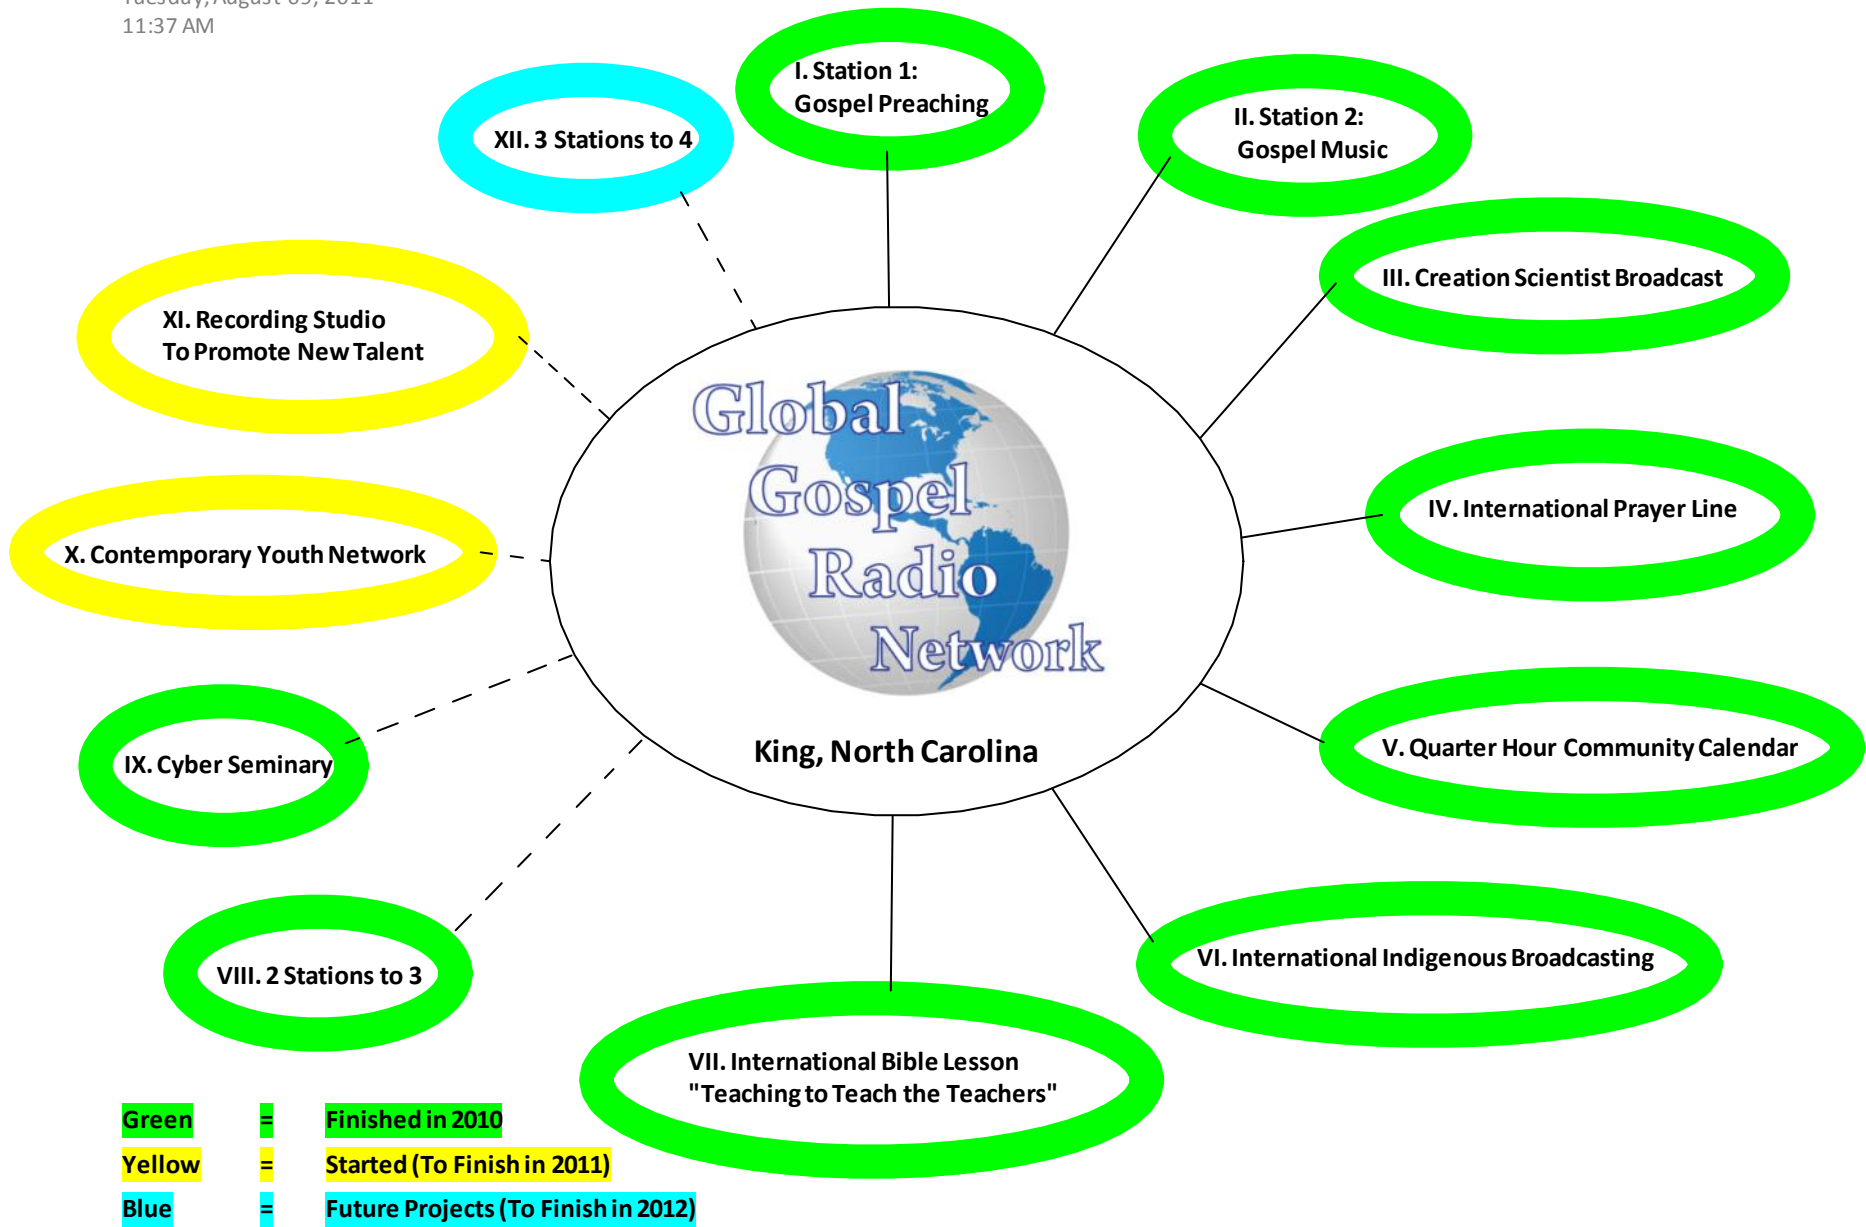 Tuesday, August 09, 2011
11:37 AM
I. Station 1:
Gospel Preaching
II. Station 2:
Gospel Music
III. Creation Scientist Broadcast
IV. International Prayer Line
V. Quarter Hour Community Calendar
VI. International Indigenous Broadcasting
VII. International Bible Lesson
"Teaching to Teach the Teachers"
VIII. 2 Stations to 3
IX. Cyber Seminary
X. Contemporary Youth Network
XI. Recording Studio
To Promote New Talent
XII. 3 Stations to 4
Global
Gospel
Radio
Network
King, North Carolina
Green = Finished in 2010
Yellow = Started (To Finish in 2011)
Blue = Future Projects (To Finish in 2012)